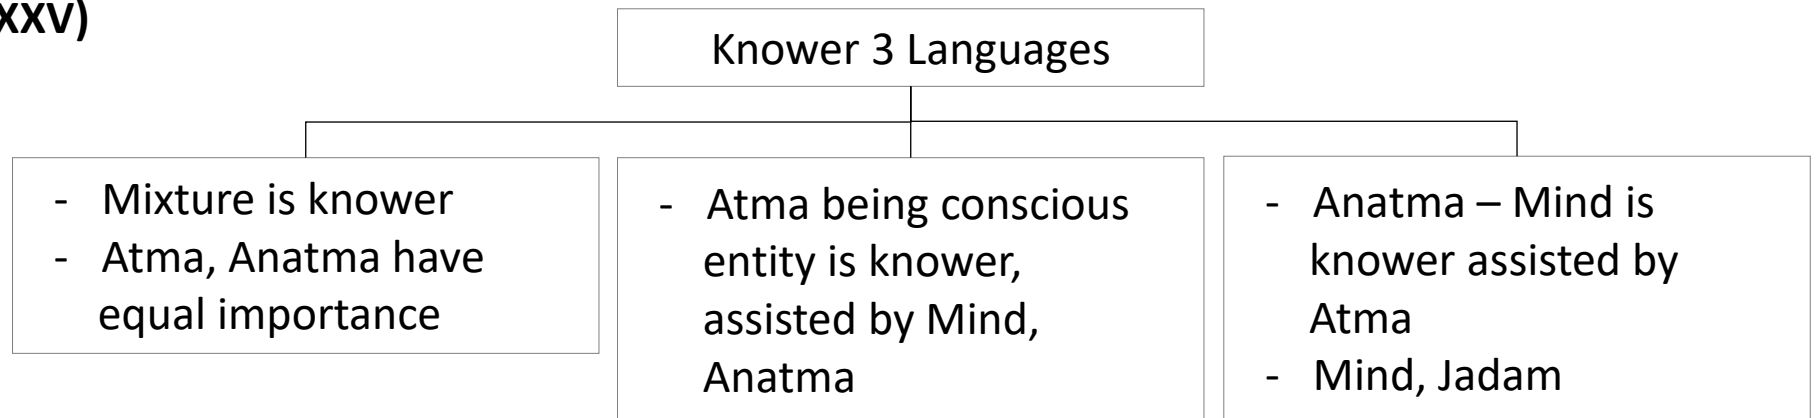 XXV)
Knower 3 Languages
- Mixture is knower
- Atma, Anatma have
equal importance
- Atma being conscious
entity is knower,
assisted by Mind,
Anatma
- Anatma – Mind is
knower assisted by
Atma
- Mind, Jadam